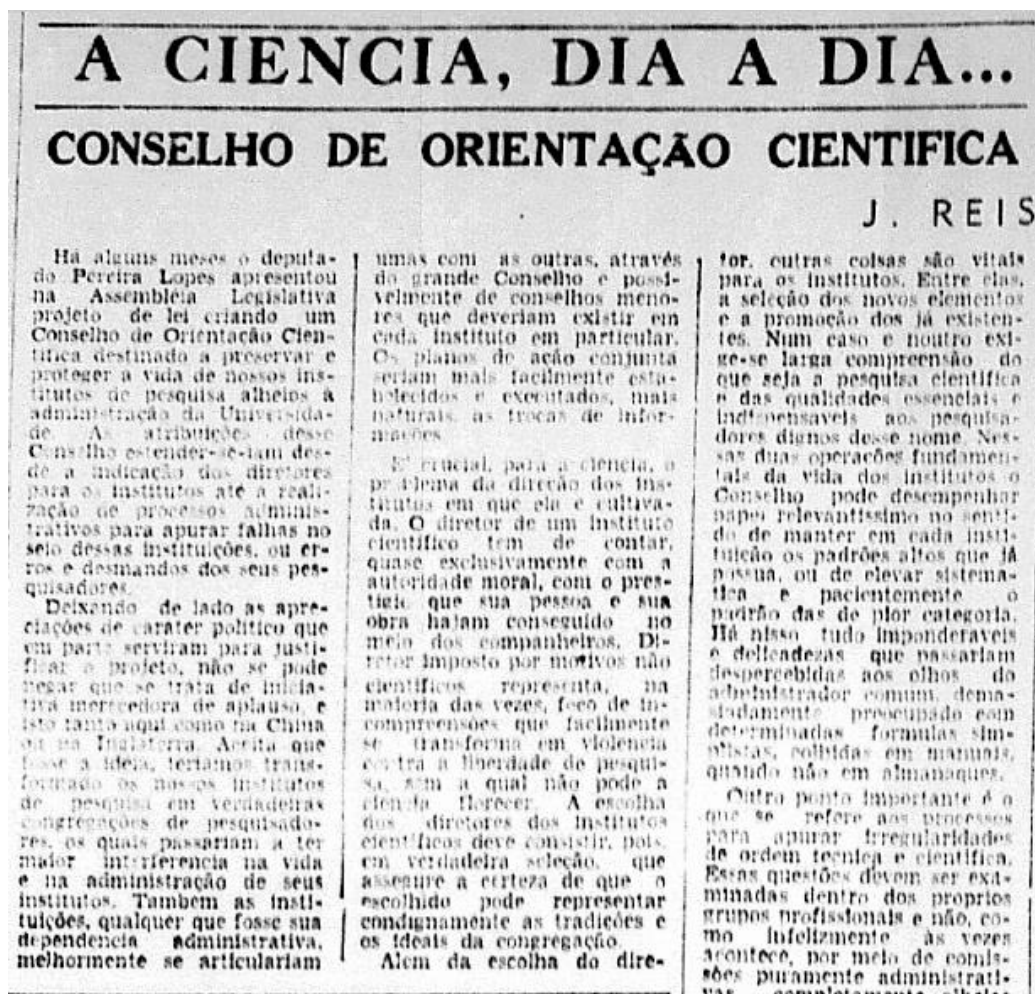 A CIENCIA, DIA A DIA...
CONSELHO DE ORIENTAÇÃO CIENTIFICA
J. REIS
Há alguns meses o deputa-
do Pereira Lopes apresentou
na Assembléia Legislativa
projeto de lei criando um
Conselho de Orientação Cien-
tifica destinado a preservar e
proteger a vida de nossos ins-
titutos de pesquisa alheios à
administração da Universida-
de. As atribuições desse
Conselho estender-se-iam des-
de a indicação dos diretores
para os institutos até a reali-
zação de processos adminis-
trativos para apurar falhas no
seio dessas instituições, ou er-
ros e desmandos dos seus pes-
quisadores.
Deixando de lado as apre-
ciações de carater politico que
em parte serviram para justi-
ficar o projeto, não se pode
negar que se trata de inicia-
tiva merecedora de aplauso, e
isto tanto aqui como na China
ou na Inglaterra. Aceita que
fosse a idéia, teriamos trans-
formado os nossos institutos
de pesquisa em verdadeiras
congregações de pesquisado-
res, os quais passariam a ter
maior interferencia na vida
e na administração de seus
institutos. Tambem as insti-
tuições, qualquer que fosse sua
dependencia administrativa,
melhormente se articulariam
umas com as outras, através
do grande Conselho e possi-
velmente de conselhos meno-
res que deveriam existir em
cada instituto em particular.
Os planos de ação conjunta
seriam mais facilmente esta-
belecidos e executados, mais
naturais, as trocas de infor-
mações.
E' crucial, para a ciencia, o
problema da direção dos ins-
titutos em que ela e cultiva-
da. O diretor de um instituto
cientifico tem de contar,
quase exclusivamente com a
autoridade moral, com o pres-
tigio que sua pessoa e sua
obra hajam conseguido no
meio dos companheiros. Di-
retor imposto por motivos não
cientificos representa, na
maioria das vezes, foco de in-
compreensões que facilmente
se transforma em violencia
contra a liberdade de pesqui-
sa, sem a qual não pode a
ciencia florecer. A escolha
dos diretores dos institutos
cientificos deve consistir, pois,
em verdadeira seleção, que
assegure a certeza de que o
escolhido pode representar
condignamente as tradições e
os ideais da congregação.
Alem da escolha do dire-
tor, outras coisas são vitais
para os institutos. Entre elas,
a seleção dos novos elementos
e a promoção dos já existen-
tes. Num caso e noutro exi-
ge-se larga compreensão do
que seja a pesquisa cientifica
e das qualidades essenciais e
indispensaveis aos pesquisa-
dores dignos desse nome. Nes-
sas duas operações fundamen-
tais da vida dos institutos o
Conselho pode desempenhar
papel relevantissimo no senti-
do de manter em cada insti-
tuição os padrões altos que já
possua, ou de elevar sistema-
tica e pacientemente o
padrão das de pior categoria.
Há nisso tudo imponderaveis
e delicadezas que passariam
despercebidas aos olhos do
administrador comum, dema-
siadamente preocupado com
determinadas formulas sim-
plistas, colhidas em manuais,
quando não em almanaques.
Outro ponto importante é o
que se refere aos processos
para apurar irregularidades
de ordem tecnica e cientifica.
Essas questões devem ser exa-
minadas dentro dos proprios
grupos profissionais e não, co-
mo infelizmente às vezes
acontece, por meio de comis-
sões puramente administrati-
vas, completamente alheias